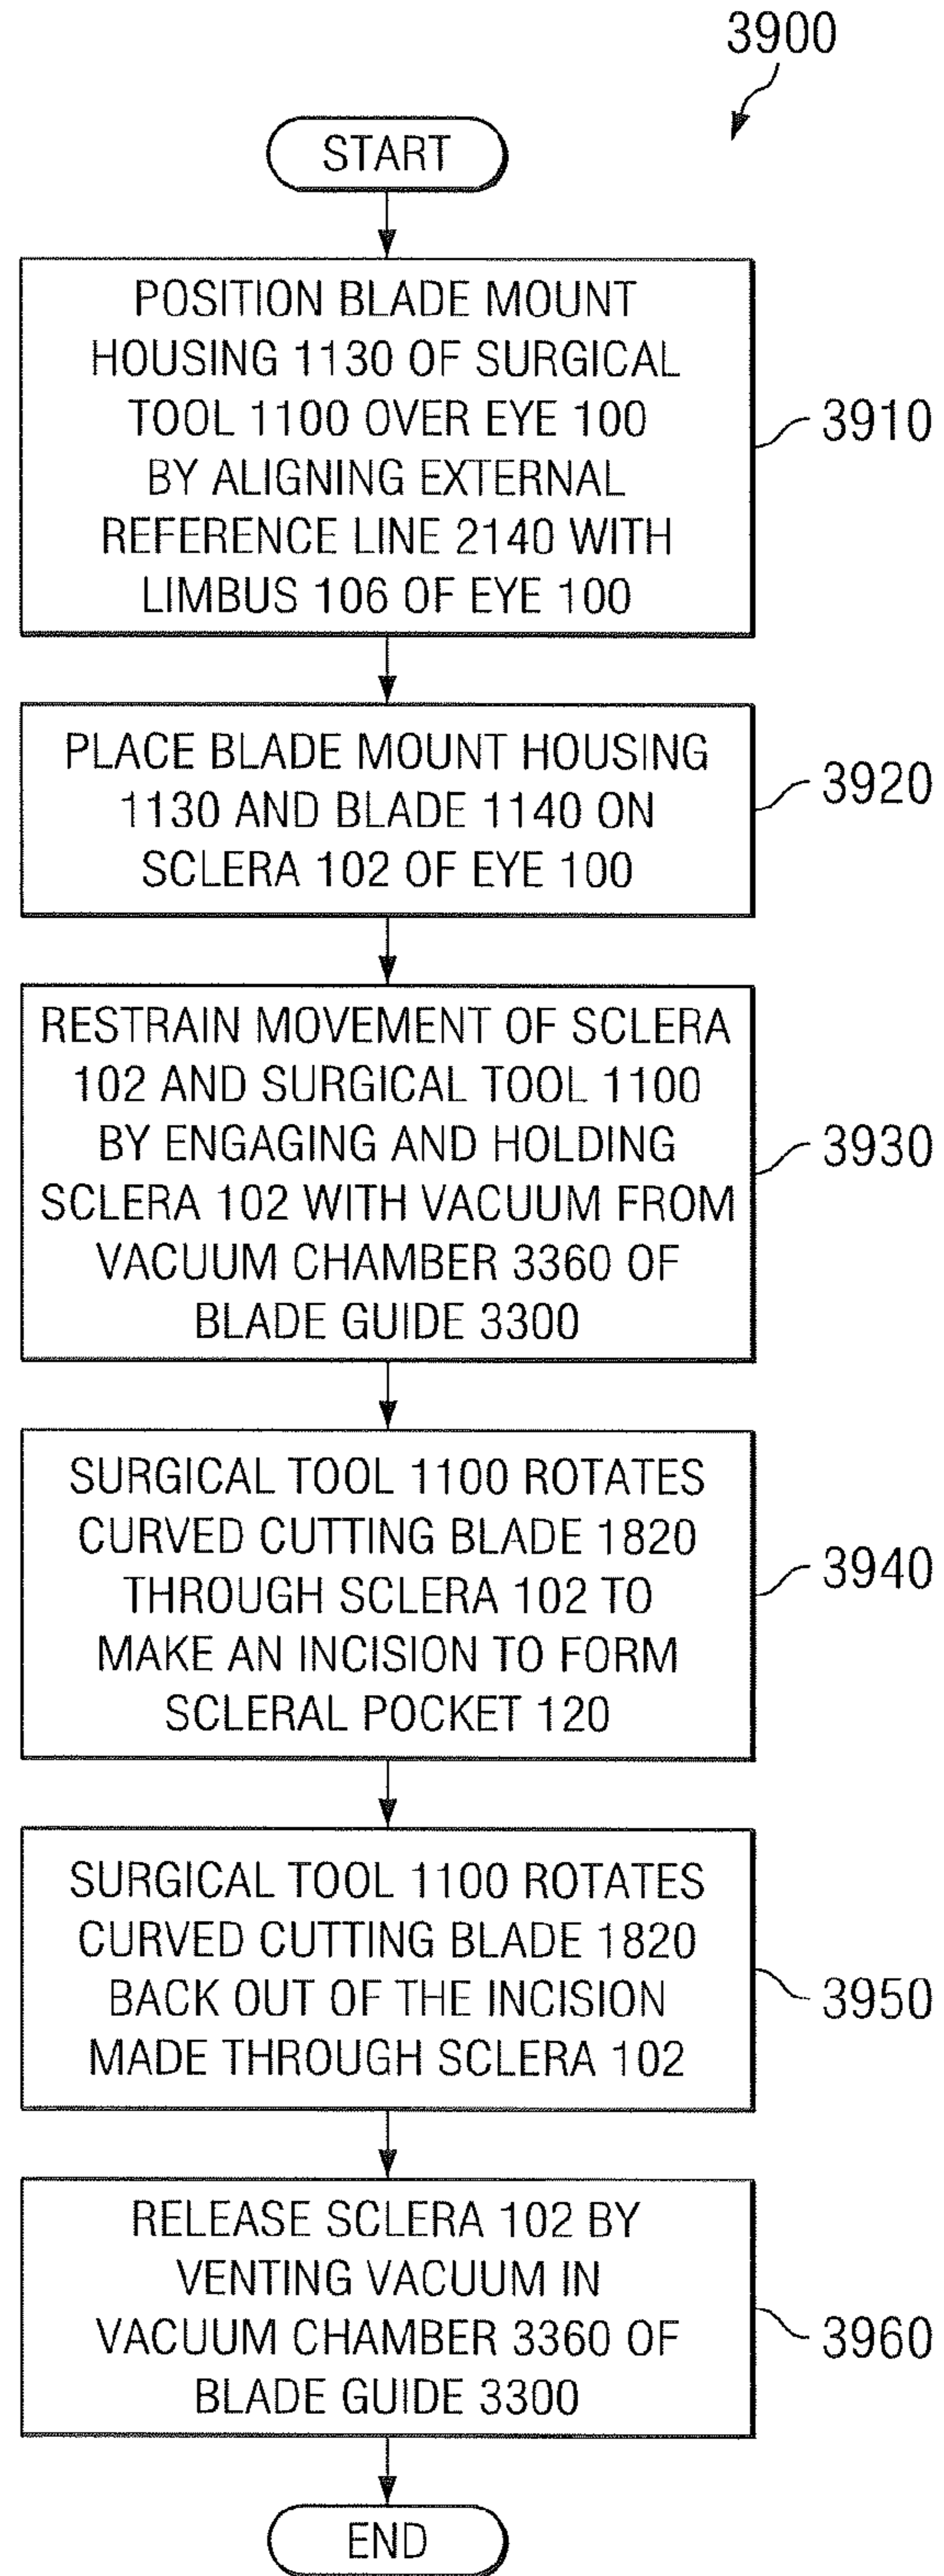 3900
START
POSITION BLADE MOUNT
HOUSING 1130 OF SURGICAL
TOOL 1100 OVER EYE 100
BY ALIGNING EXTERNAL
REFERENCE LINE 2140 WITH
LIMBUS 106 OF EYE 100
3910
PLACE BLADE MOUNT HOUSING
1130 AND BLADE 1140 ON
SCLERA 102 OF EYE 100
3920
RESTRAIN MOVEMENT OF SCLERA
102 AND SURGICAL TOOL 1100
BY ENGAGING AND HOLDING
SCLERA 102 WITH VACUUM FROM
VACUUM CHAMBER 3360 OF
BLADE GUIDE 3300
3930
SURGICAL TOOL 1100 ROTATES
CURVED CUTTING BLADE 1820
THROUGH SCLERA 102 TO
MAKE AN INCISION TO FORM
SCLERAL POCKET 120
3940
SURGICAL TOOL 1100 ROTATES
CURVED CUTTING BLADE 1820
BACK OUT OF THE INCISION
MADE THROUGH SCLERA 102
3950
RELEASE SCLERA 102 BY
VENTING VACUUM IN
VACUUM CHAMBER 3360 OF
BLADE GUIDE 3300
3960
END